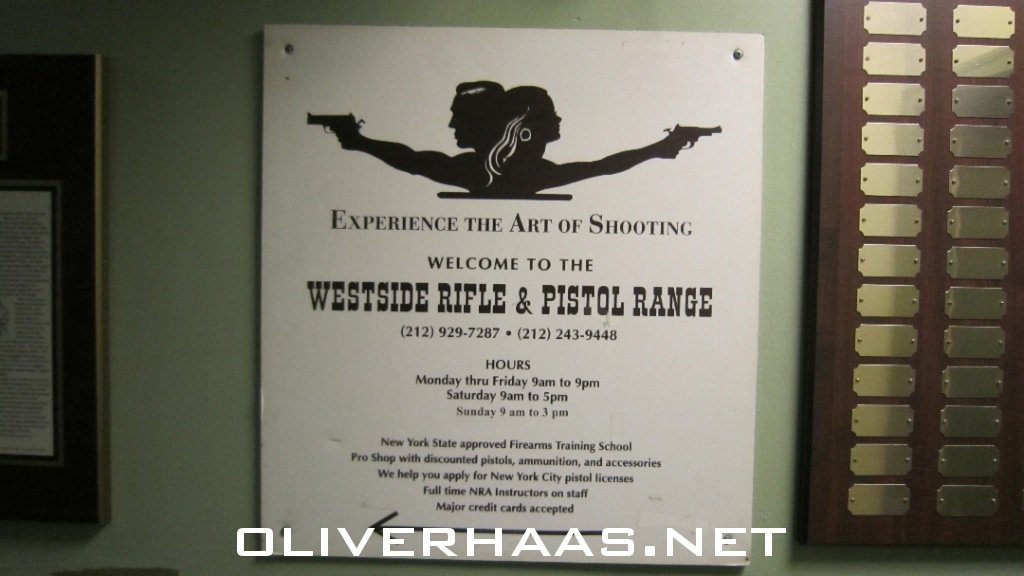 EXPERIENCE THE ART OF SHOOTING
WELCOME TO THE
WESTSIDE RIFLE & PISTOL RANGE
(212) 929-7287 • (212) 243-9448
HOURS
Monday thru Friday 9am to 9pm
Saturday 9am to 5pm
Sunday 9 am to 3 pm
New York State approved Firearms Training School
Pro Shop with discounted pistols, ammunition, and accessories
We help you apply for New York City pistol licenses
Full time NRA Instructors on staff
Major credit cards accepted
OLIVERHAAS.NET